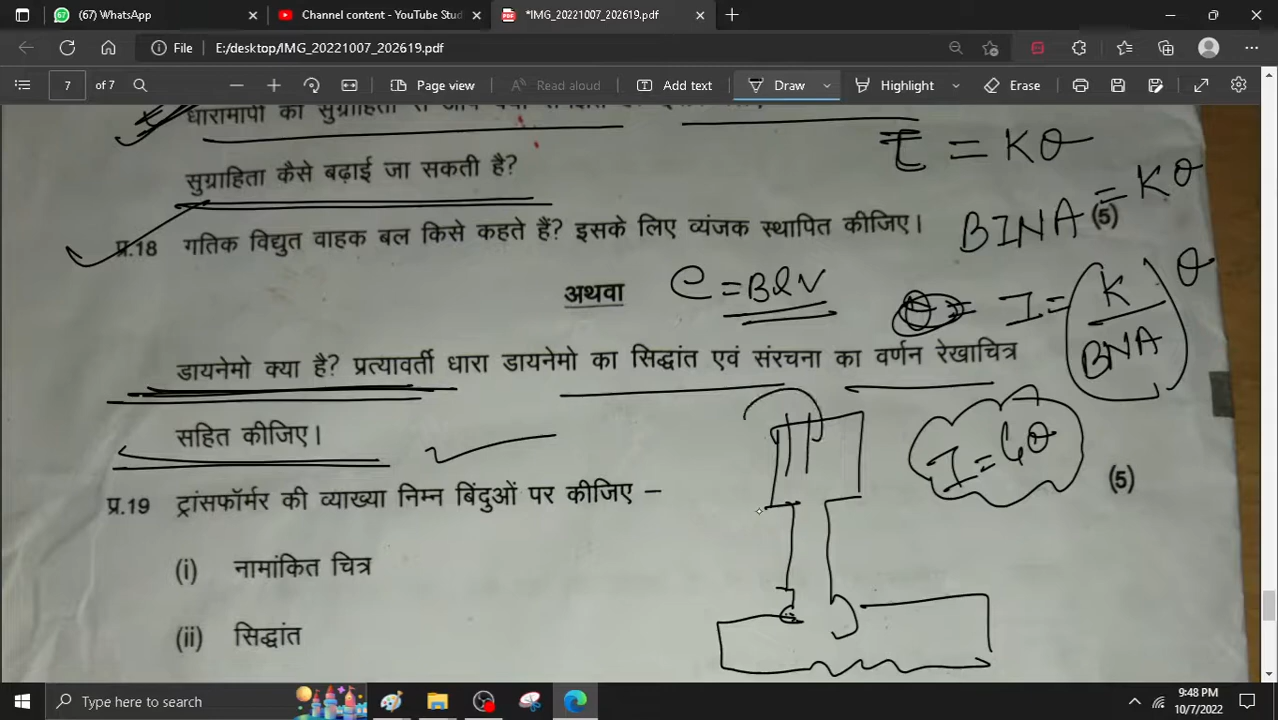 (67) WhatsApp
Channel content - YouTube Stud
*IMG_20221007_202619.pdf
File E:/desktop/IMG_20221007_202619.pdf
7 of 7
Page view
Read aloud
Add text
Draw
Highlight
Erase
धारामापी की सुग्राहिता से आप क्या
सुग्राहिता कैसे बढ़ाई जा सकती है?
τ = Kθ
BINA = Kθ
प्र.18 गतिक विद्युत वाहक बल किसे कहते हैं? इसके लिए व्यंजक स्थापित कीजिए। (5)
अथवा
e = Blv
I = (K/BNA) θ
डायनेमो क्या है? प्रत्यावर्ती धारा डायनेमो का सिद्धांत एवं संरचना का वर्णन रेखाचित्र
सहित कीजिए।
I = Gθ
(5)
प्र.19 ट्रांसफॉर्मर की व्याख्या निम्न बिंदुओं पर कीजिए –
(i) नामांकित चित्र
(ii) सिद्धांत
Type here to search
9:48 PM
10/7/2022